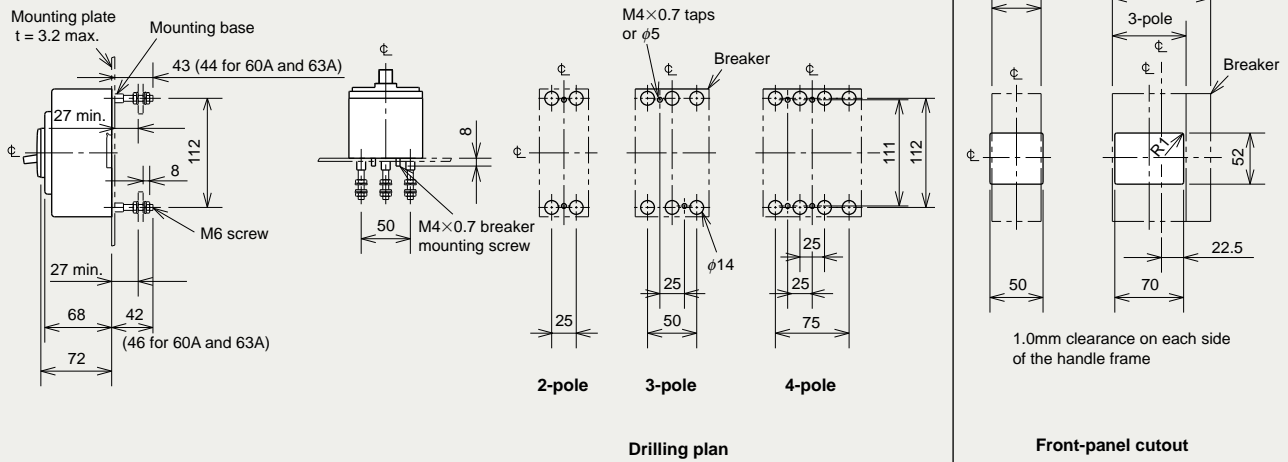 Mounting plate
t = 3.2 max.
Mounting base
43 (44 for 60A and 63A)
27 min.
112
8
M6 screw
27 min.
68
42
(46 for 60A and 63A)
72
℄
℄
8
50
M4×0.7 breaker
mounting screw
M4×0.7 taps
or ϕ5
Breaker
℄
℄
℄
℄
111
112
ϕ14
25
25
50
25
25
75
2-pole
3-pole
4-pole
Drilling plan
3-pole
℄
℄
℄
℄
Breaker
R1
52
22.5
50
70
1.0mm clearance on each side
of the handle frame
Front-panel cutout